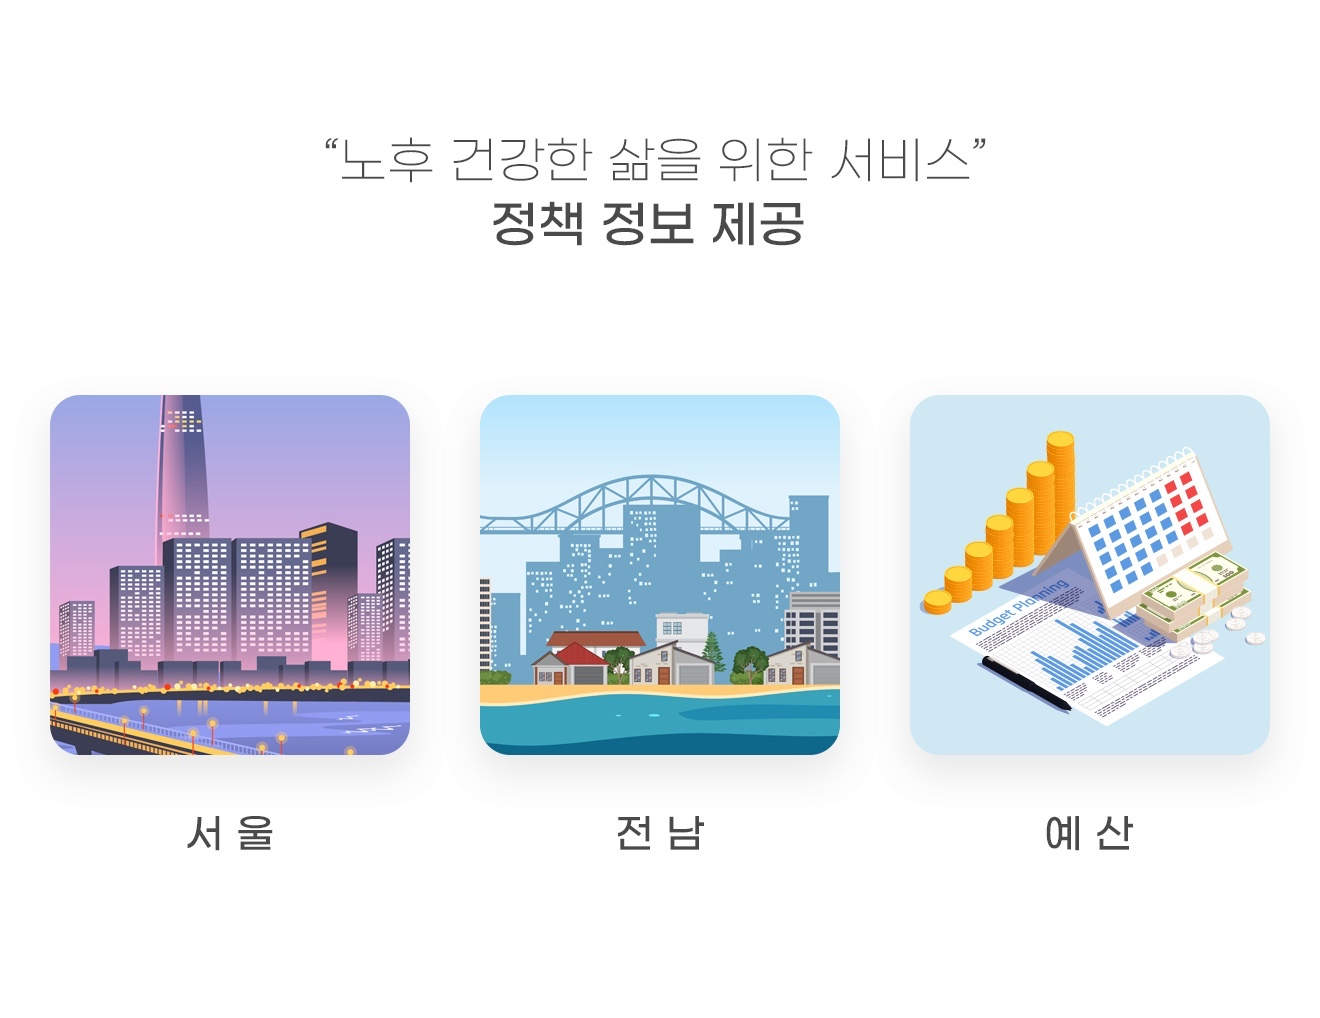 “노후 건강한 삶을 위한 서비스”
정책 정보 제공
Budget Planning
서울
전남
예산